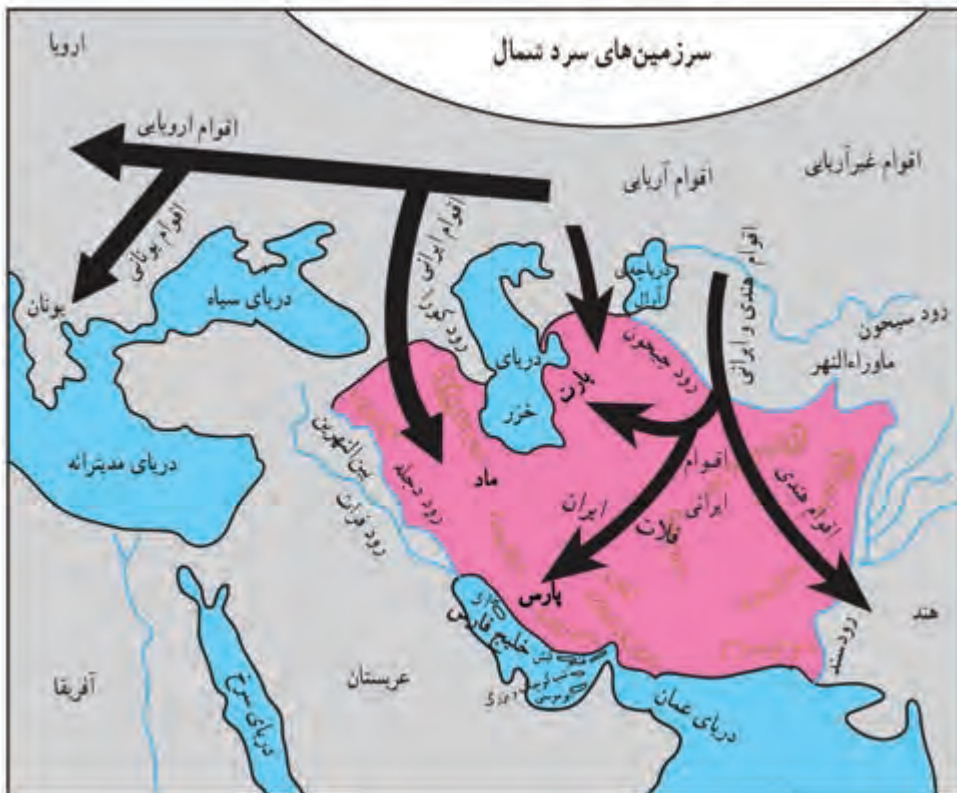 سرزمین‌های سرد شمال
اروپا
اقوام اروپایی
اقوام غیرآریایی
اقوام آریایی
اقوام یونانی
اقوام ایرانی
اقوام هندی و ایرانی
دریاچه‌ی
آرال
رود سیحون
ماوراءالنهر
یونان
دریای سیاه
رود کورا
دریای
خزر
رود جیحون
پارت
دریای مدیترانه
بین‌النهرین
رود دجله
رود فرات
ماد
اقوام
ایرانی
فلات
ایران
اقوام هندی
پارس
خلیج فارس
رود سند
هند
آفریقا
دریای سرخ
عربستان
دریای عمان